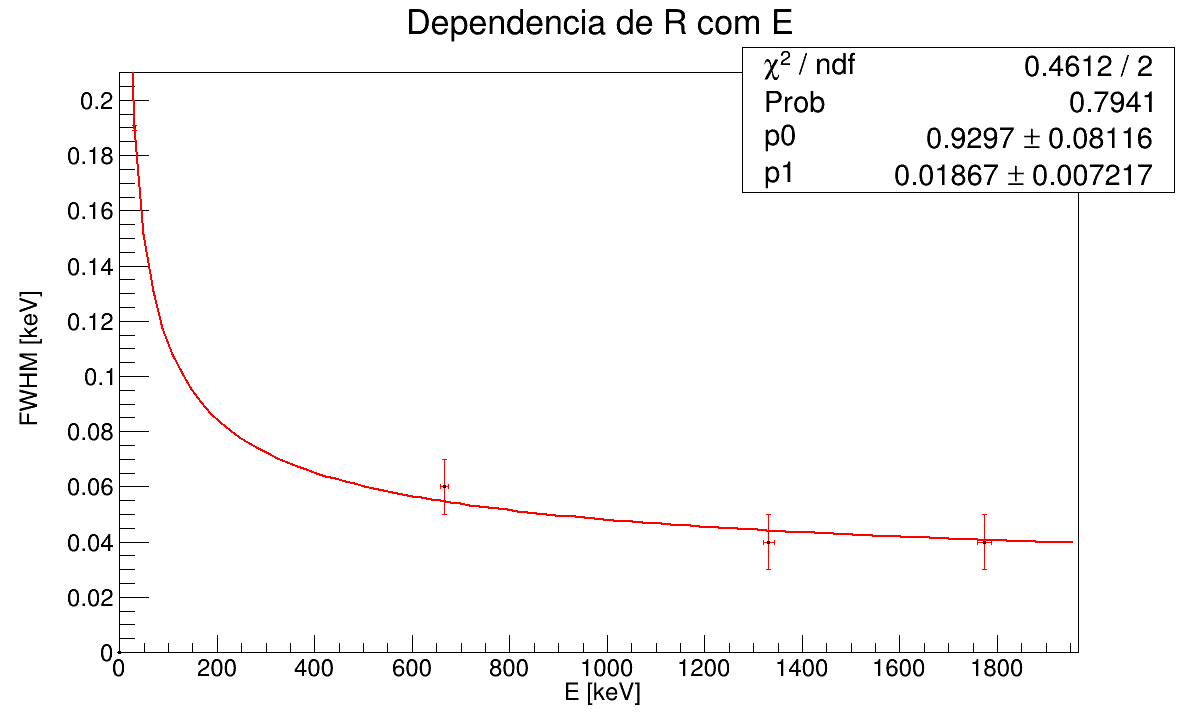 Dependencia de R com E
χ² / ndf 0.4612 / 2
Prob 0.7941
p0 0.9297 ± 0.08116
p1 0.01867 ± 0.007217
FWHM [keV]
0.2
0.18
0.16
0.14
0.12
0.1
0.08
0.06
0.04
0.02
0
0 200 400 600 800 1000 1200 1400 1600 1800
E [keV]